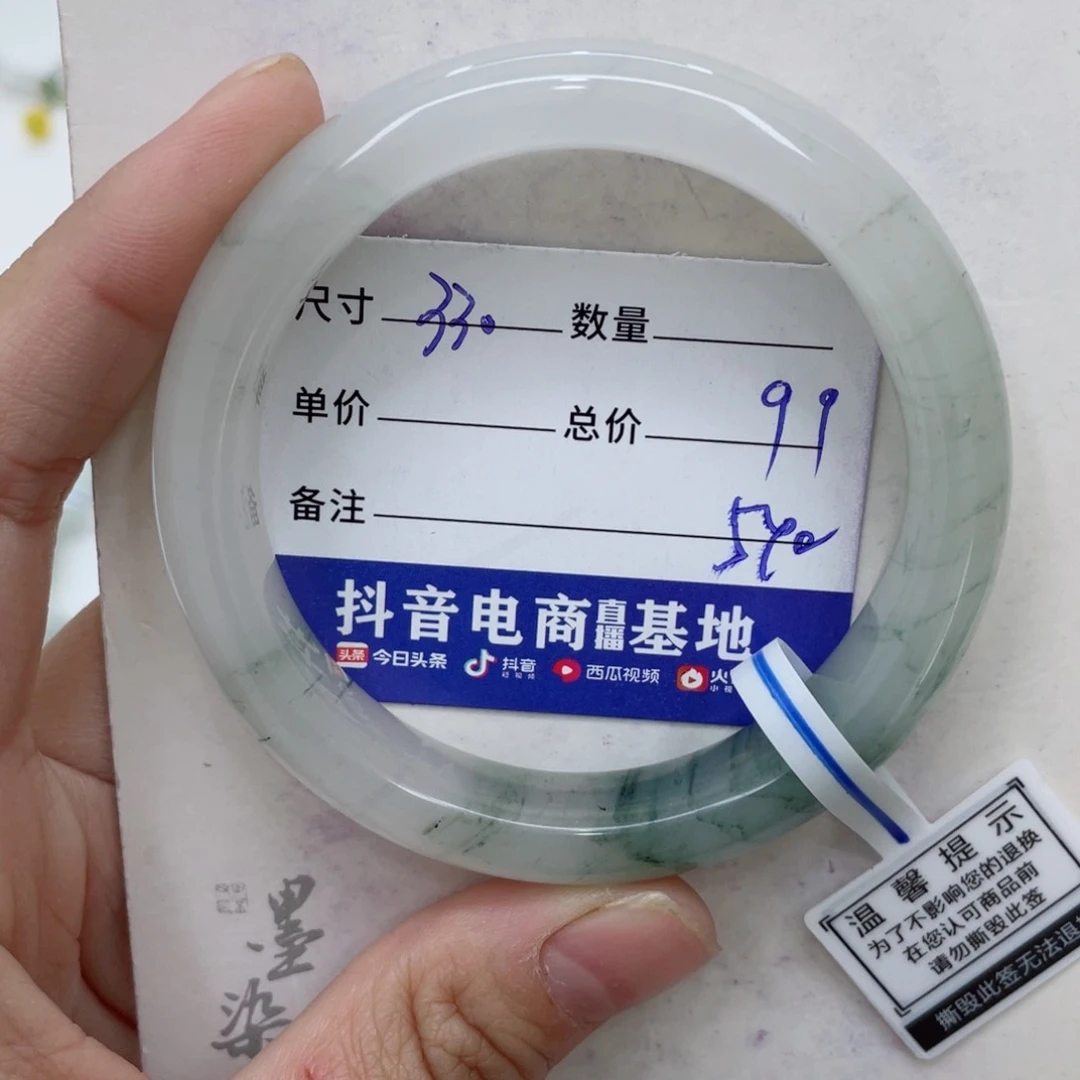 尺寸 330 数量
单价 总价 99
备注 540
抖音电商直播基地
头条 今日头条 抖音 西瓜视频 火
墨染
温馨提示
为了不影响您的退换
在您认可商品前
请勿撕毁此签
撕毁此签无法退